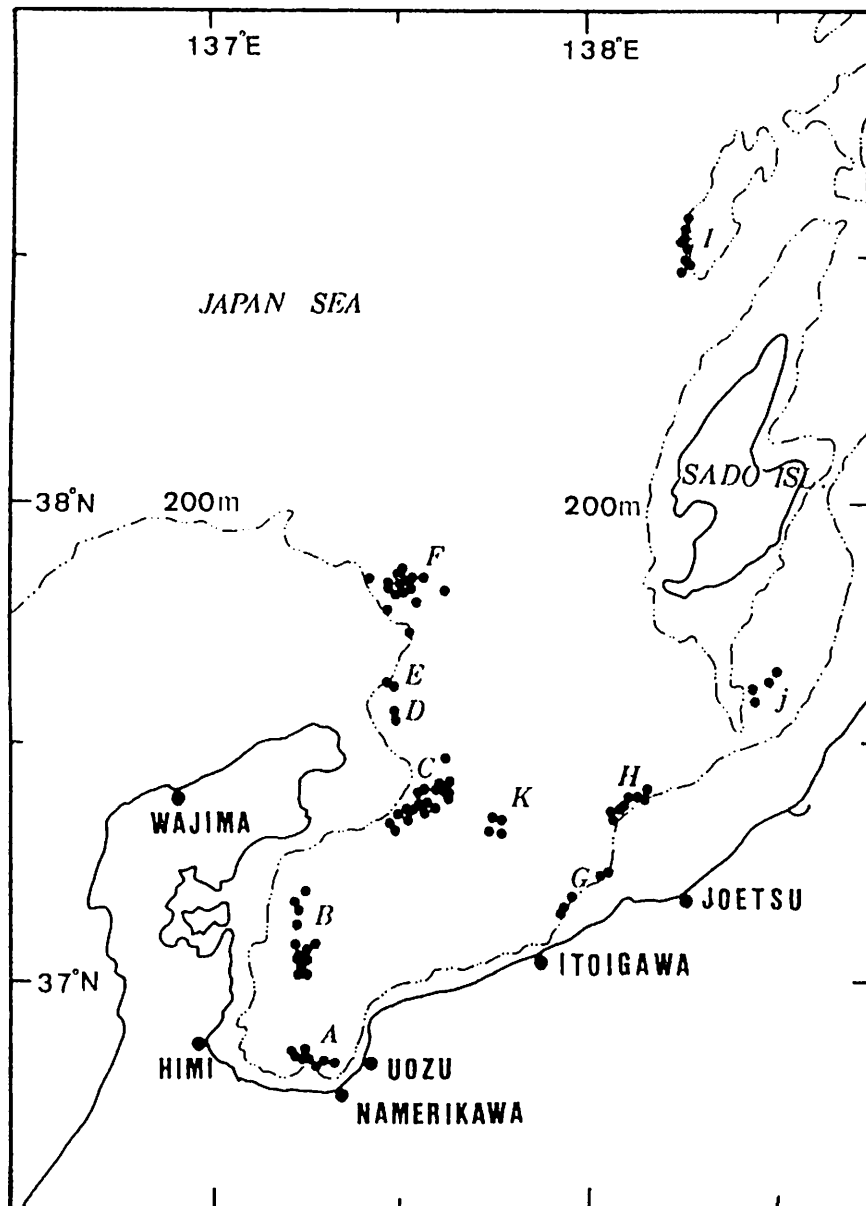 137°E
138°E
I
JAPAN SEA
SADO ISL.
38°N
200m
200m
F
E
D
J
C
K
H
WAJIMA
G
JOETSU
B
ITOIGAWA
37°N
A
HIMI
UOZU
NAMERIKAWA